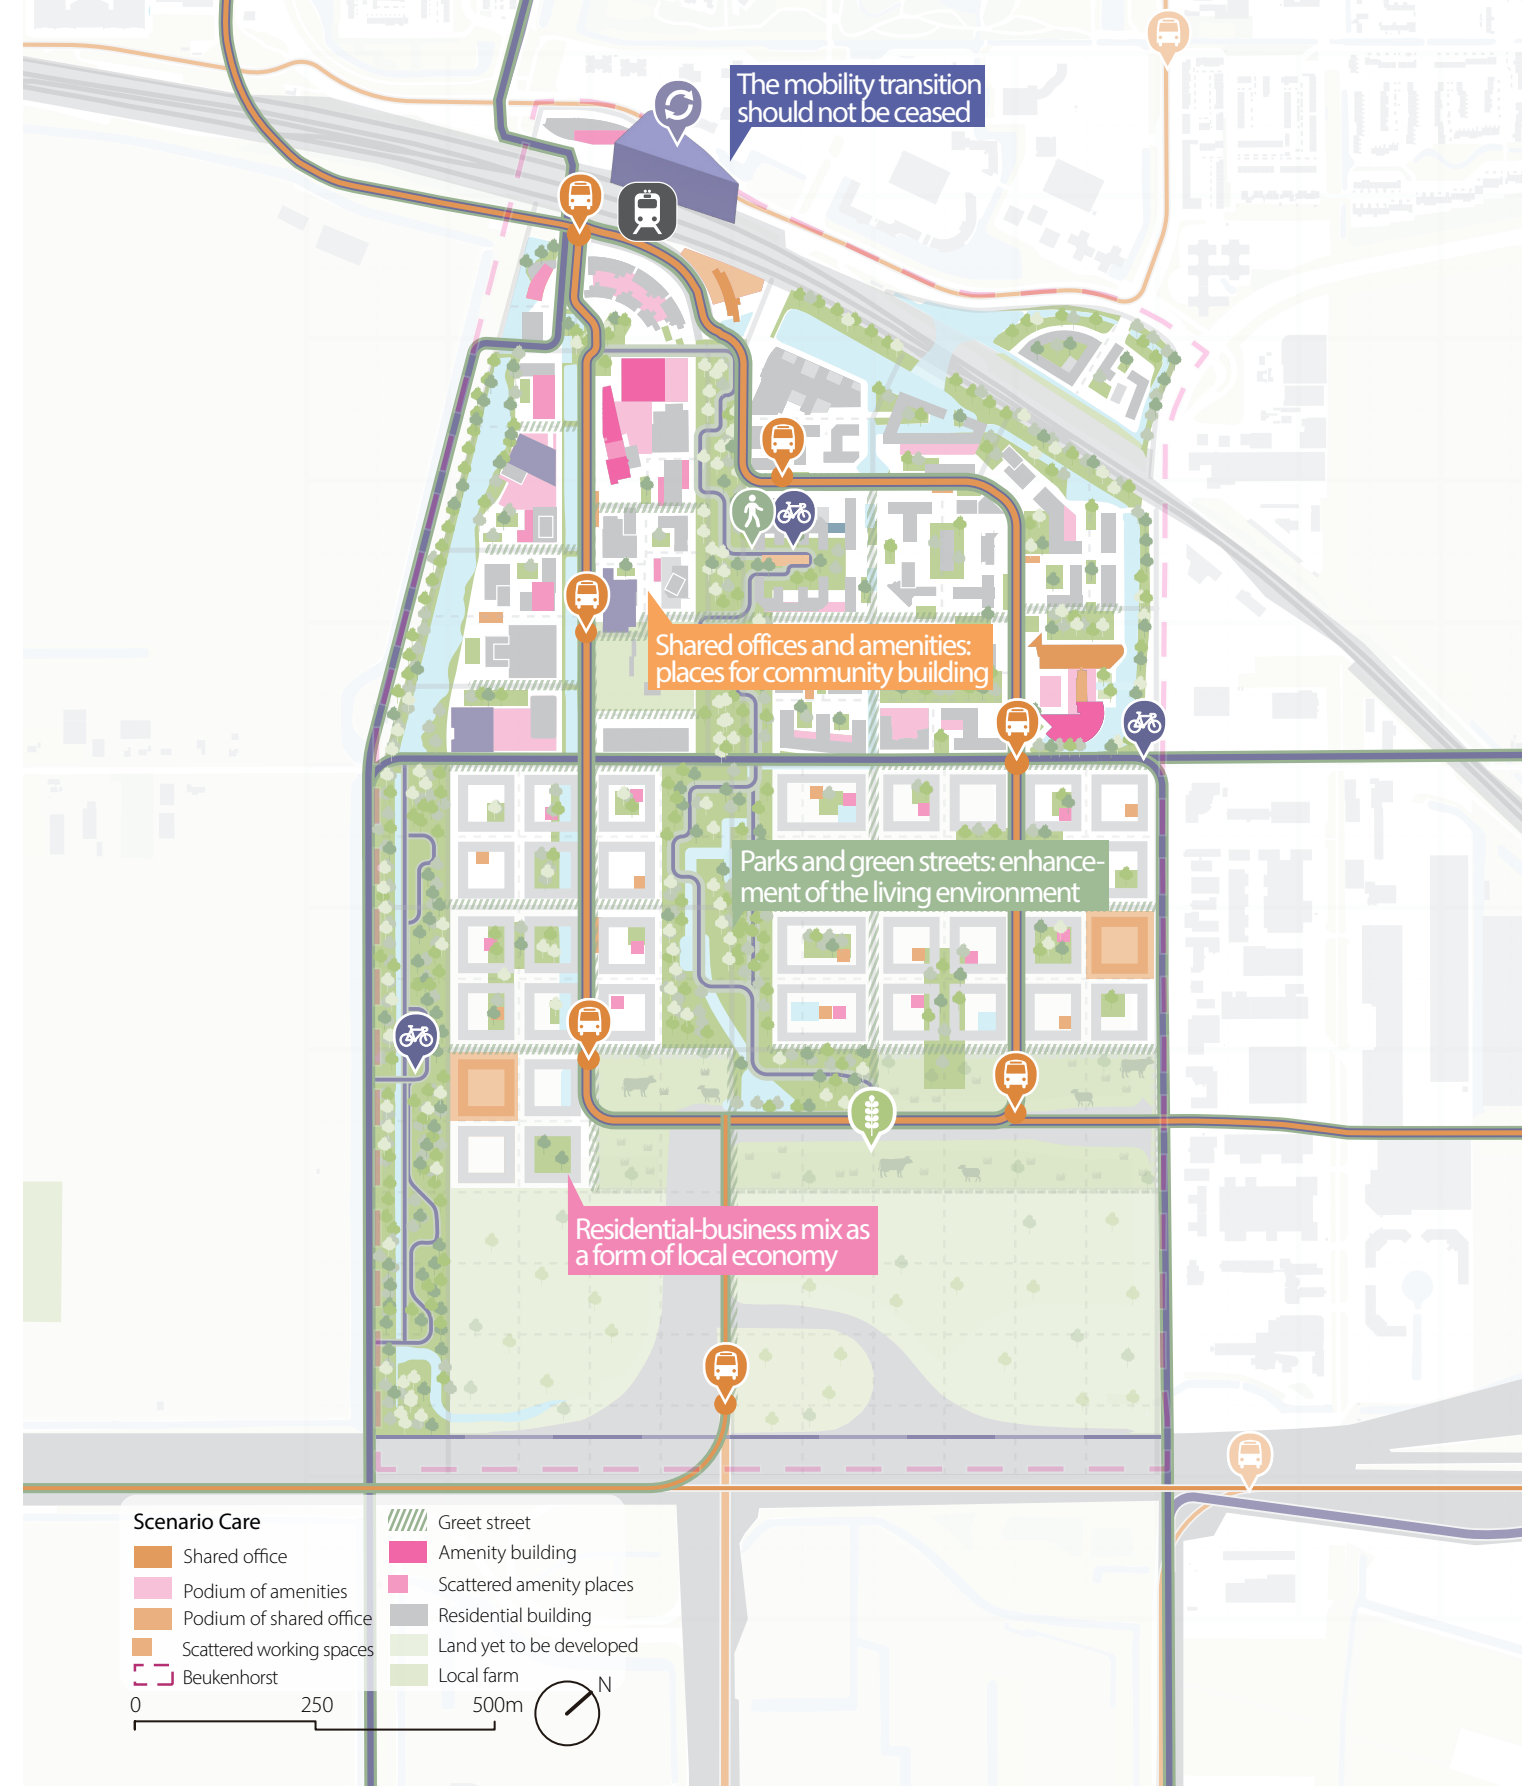 The mobility transition
should not be ceased
Shared offices and amenities:
places for community building
Parks and green streets: enhance-
ment of the living environment
Residential-business mix as
a form of local economy
Scenario Care
Shared office
Podium of amenities
Podium of shared office
Scattered working spaces
Beukenhorst
Greet street
Amenity building
Scattered amenity places
Residential building
Land yet to be developed
Local farm
0 250 500m
N